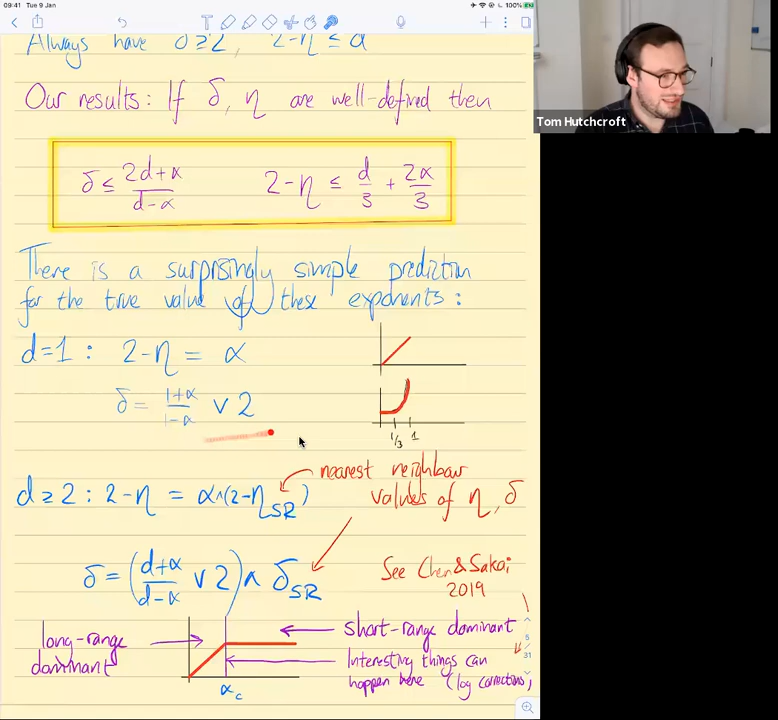 09:41 Tue 9 Jan
100%
Always have δ ≥ 2, 2-η ≤ α
Our results: If δ, η are well-defined then
δ ≤ (2d+α)/(d-α)   2-η ≤ d/3 + 2α/3
There is a surprisingly simple prediction
for the true value of these exponents:
d=1: 2-η = α
δ = (1+α)/(1-α) ∨ 2
1/3 1
nearest neighbour
values of η, δ
d ≥ 2: 2-η = α∧(2-η_SR)
δ = ((d+α)/(d-α) ∨ 2) ∧ δ_SR
See Chen & Sakai
2019
long-range
dominant
short-range dominant
Interesting things can
happen here (log corrections)
α_c
5
31
Tom Hutchcroft